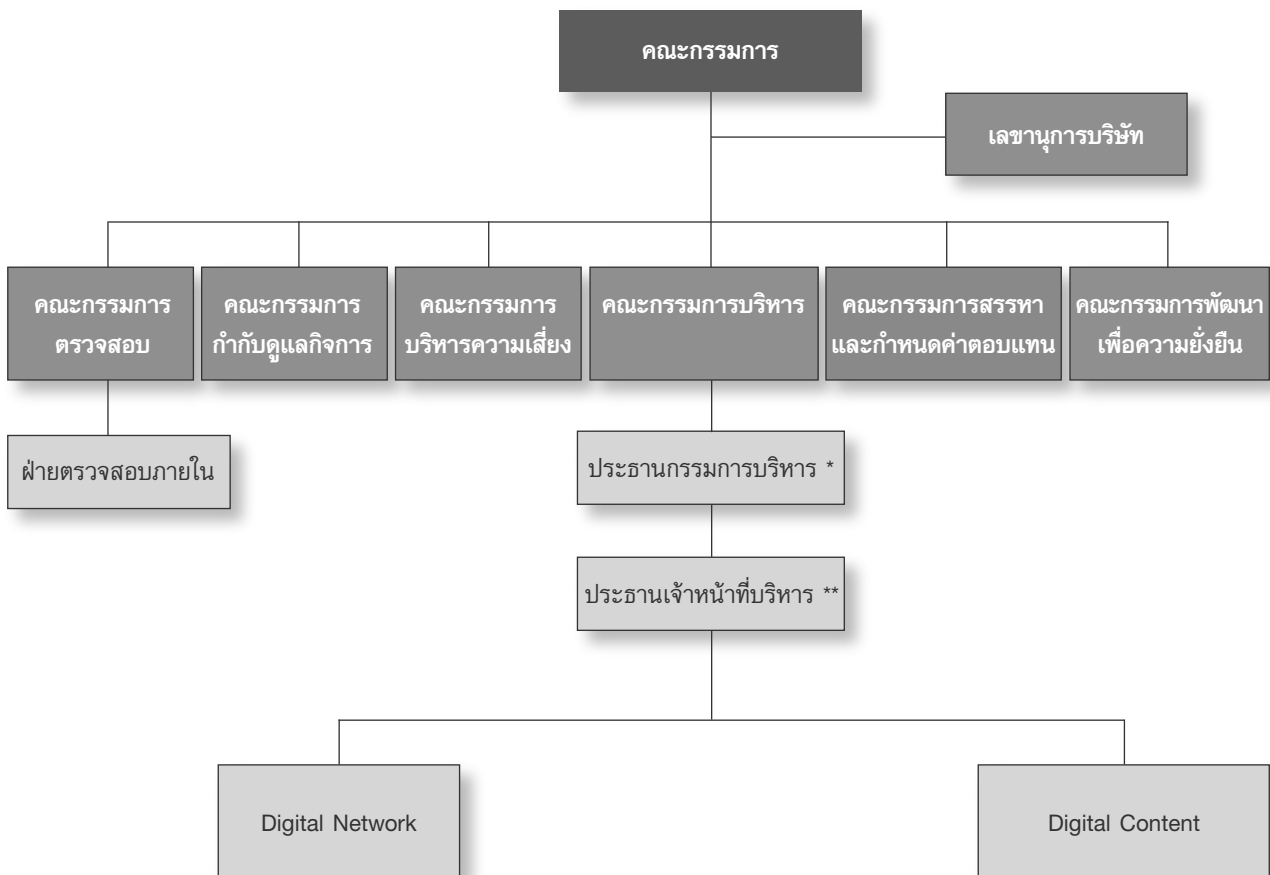 คณะกรรมการ
เลขานุการบริษัท
คณะกรรมการ
ตรวจสอบ
คณะกรรมการ
กำกับดูแลกิจการ
คณะกรรมการ
บริหารความเสี่ยง
คณะกรรมการบริหาร
คณะกรรมการสรรหา
และกำหนดค่าตอบแทน
คณะกรรมการพัฒนา
เพื่อความยั่งยืน
ฝ่ายตรวจสอบภายใน
ประธานกรรมการบริหาร *
ประธานเจ้าหน้าที่บริหาร **
Digital Network
Digital Content